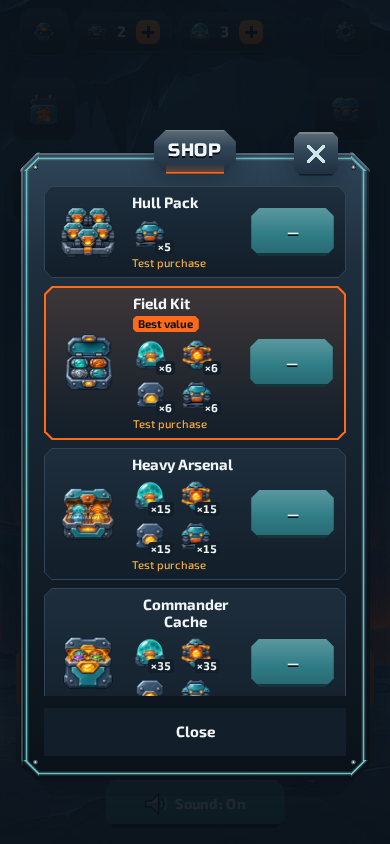 2
3
SHOP
Hull Pack
×5
Test purchase
–
Field Kit
Best value
×6 ×6
×6 ×6
Test purchase
–
Heavy Arsenal
×15 ×15
×15 ×15
Test purchase
–
Commander
Cache
×35 ×35
–
Close
Sound: On